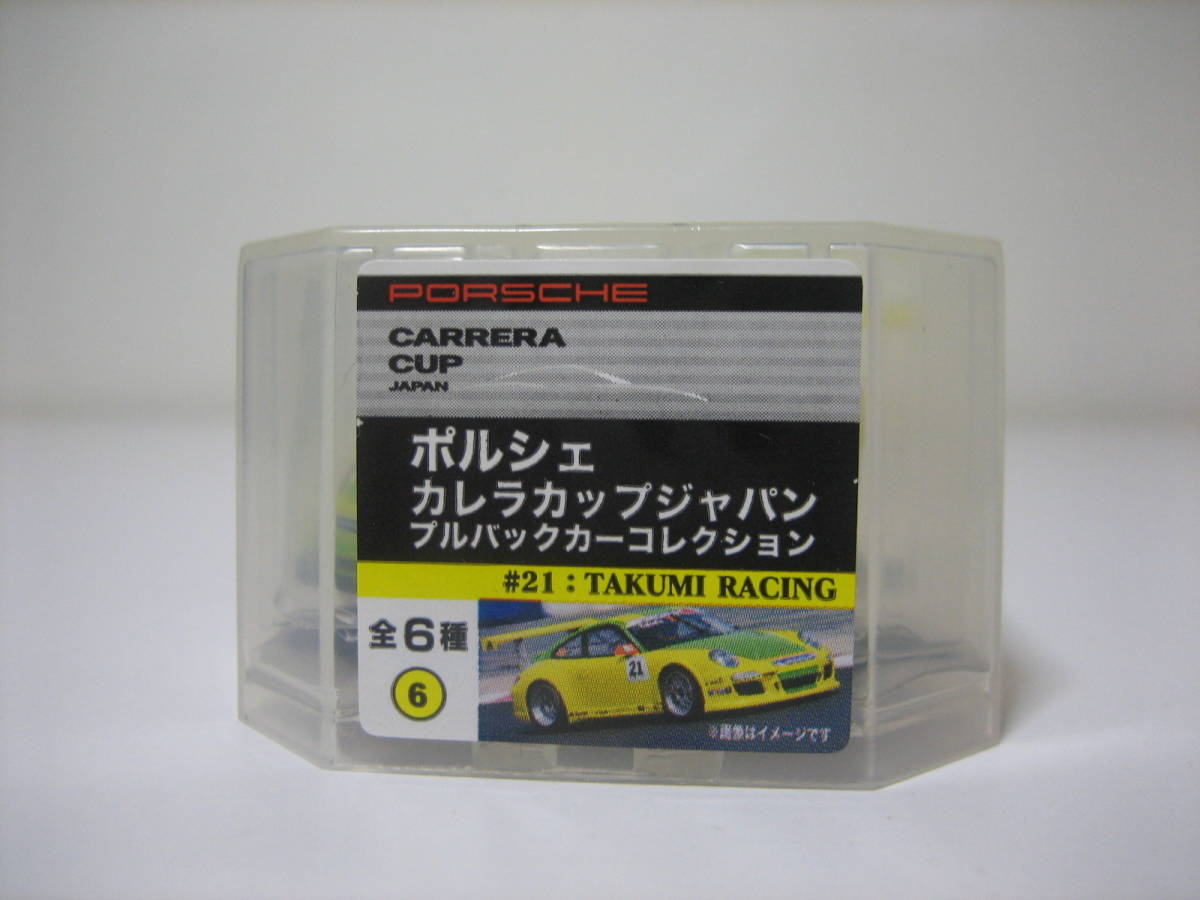 PORSCHE
CARRERA
CUP
JAPAN
ポルシェ
カレラカップジャパン
プルバックカーコレクション
#21:TAKUMI RACING
全6種
6
21
※画像はイメージです